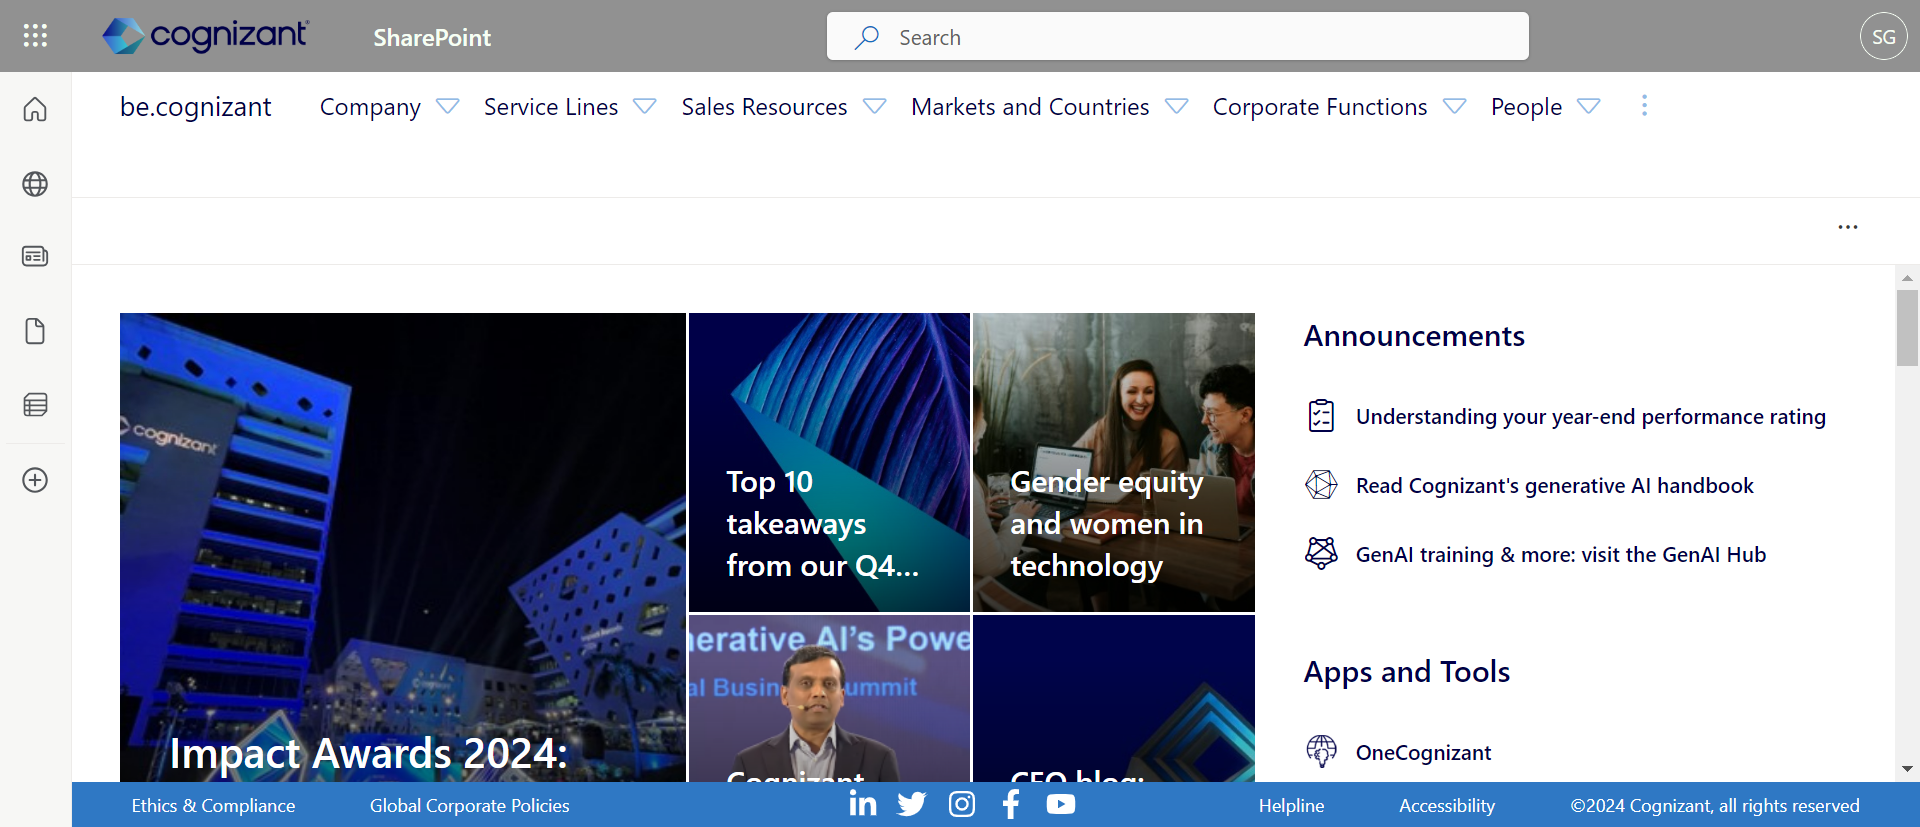 cognizant
SharePoint
Search
SG
be.cognizant
Company
Service Lines
Sales Resources
Markets and Countries
Corporate Functions
People
cognizant
Impact Awards 2024:
Top 10
takeaways
from our Q4...
Gender equity
and women in
technology
nerative AI's Powe
al Busin
ummit
Cognizant
CEO blog:
Announcements
Understanding your year-end performance rating
Read Cognizant's generative AI handbook
GenAI training & more: visit the GenAI Hub
Apps and Tools
OneCognizant
Ethics & Compliance
Global Corporate Policies
Helpline
Accessibility
©2024 Cognizant, all rights reserved